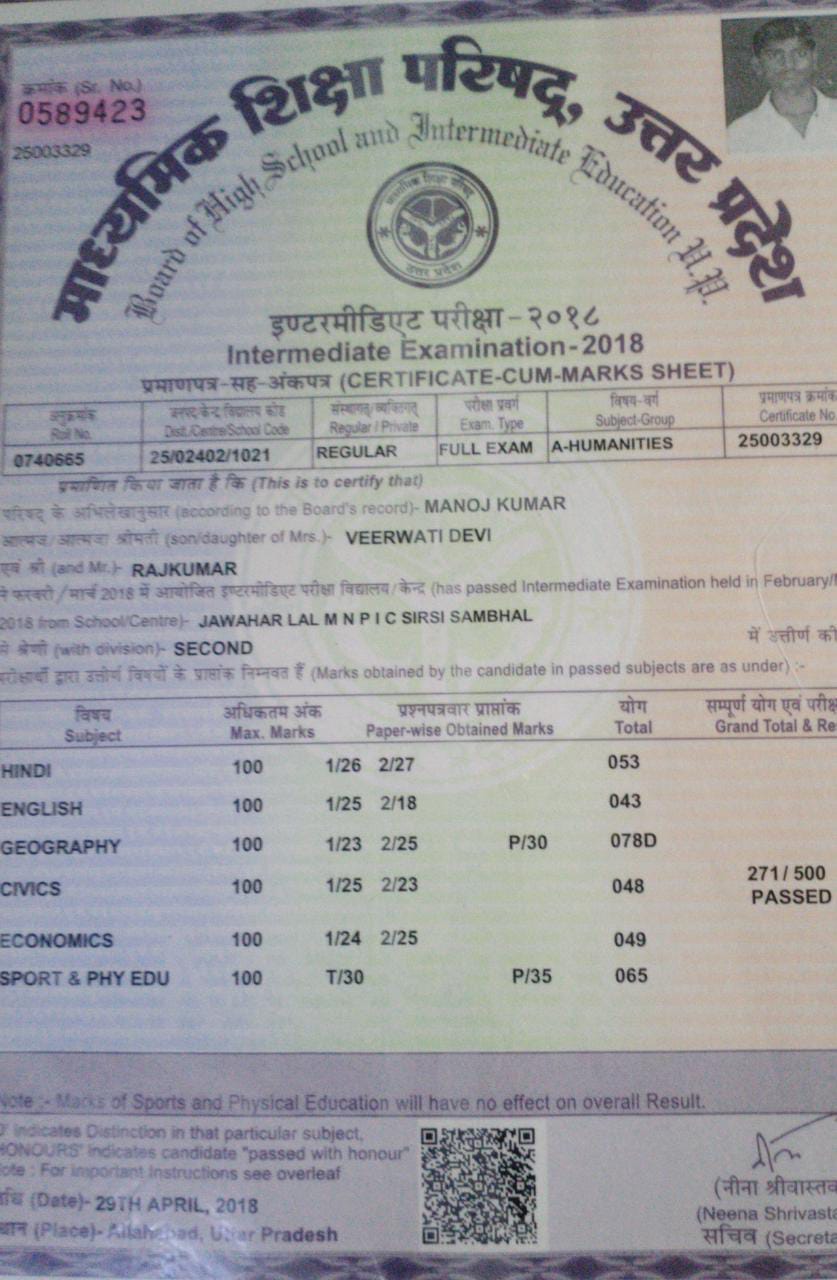 क्रमांक (Sr. No.)
0589423
25003329
माध्यमिक शिक्षा परिषद्, उत्तर प्रदेश
Board of High School and Intermediate Education U.P.
माध्यमिक शिक्षा परिषद्
उत्तर प्रदेश
इण्टरमीडिएट परीक्षा-२०१८
Intermediate Examination-2018
प्रमाणपत्र-सह-अंकपत्र (CERTIFICATE-CUM-MARKS SHEET)
अनुक्रमांक जनपद/केन्द्र/विद्यालय कोड संस्थागत्/व्यक्तिगत् परीक्षा प्रवर्ग विषय-वर्ग प्रमाणपत्र क्रमांक
Roll No. Dist./Centre/School Code Regular / Private Exam. Type Subject-Group Certificate No.
0740665 25/02402/1021 REGULAR FULL EXAM A-HUMANITIES 25003329
प्रमाणित किया जाता है कि (This is to certify that)
परिषद् के अभिलेखानुसार (according to the Board's record)- MANOJ KUMAR
आत्मज/आत्मजा श्रीमती (son/daughter of Mrs.)- VEERWATI DEVI
एवं श्री (and Mr.)- RAJKUMAR
ने फरवरी/मार्च 2018 में आयोजित इण्टरमीडिएट परीक्षा विद्यालय/केन्द्र (has passed Intermediate Examination held in February/
2018 from School/Centre)- JAWAHAR LAL M N P I C SIRSI SAMBHAL
से श्रेणी (with division)- SECOND में उत्तीर्ण की
परीक्षार्थी द्वारा उत्तीर्ण विषयों के प्राप्तांक निम्नवत हैं (Marks obtained by the candidate in passed subjects are as under) :-
विषय अधिकतम अंक प्रश्नपत्रवार प्राप्तांक योग सम्पूर्ण योग एवं
Subject Max. Marks Paper-wise Obtained Marks Total Grand Total &
HINDI 100 1/26 2/27 053
ENGLISH 100 1/25 2/18 043
GEOGRAPHY 100 1/23 2/25 P/30 078D
CIVICS 100 1/25 2/23 048 271/500
PASSED
ECONOMICS 100 1/24 2/25 049
SPORT & PHY EDU 100 T/30 P/35 065
Note :- Marks of Sports and Physical Education will have no effect on overall Result.
D' indicates Distinction in that particular subject,
HONOURS' indicates candidate "passed with honour"
Note : For important Instructions see overleaf
(Date)- 29TH APRIL, 2018
(Place)- Allahabad, Uttar Pradesh
(नीना श्रीवास्तव
(Neena Shrivasta
सचिव (Secreta